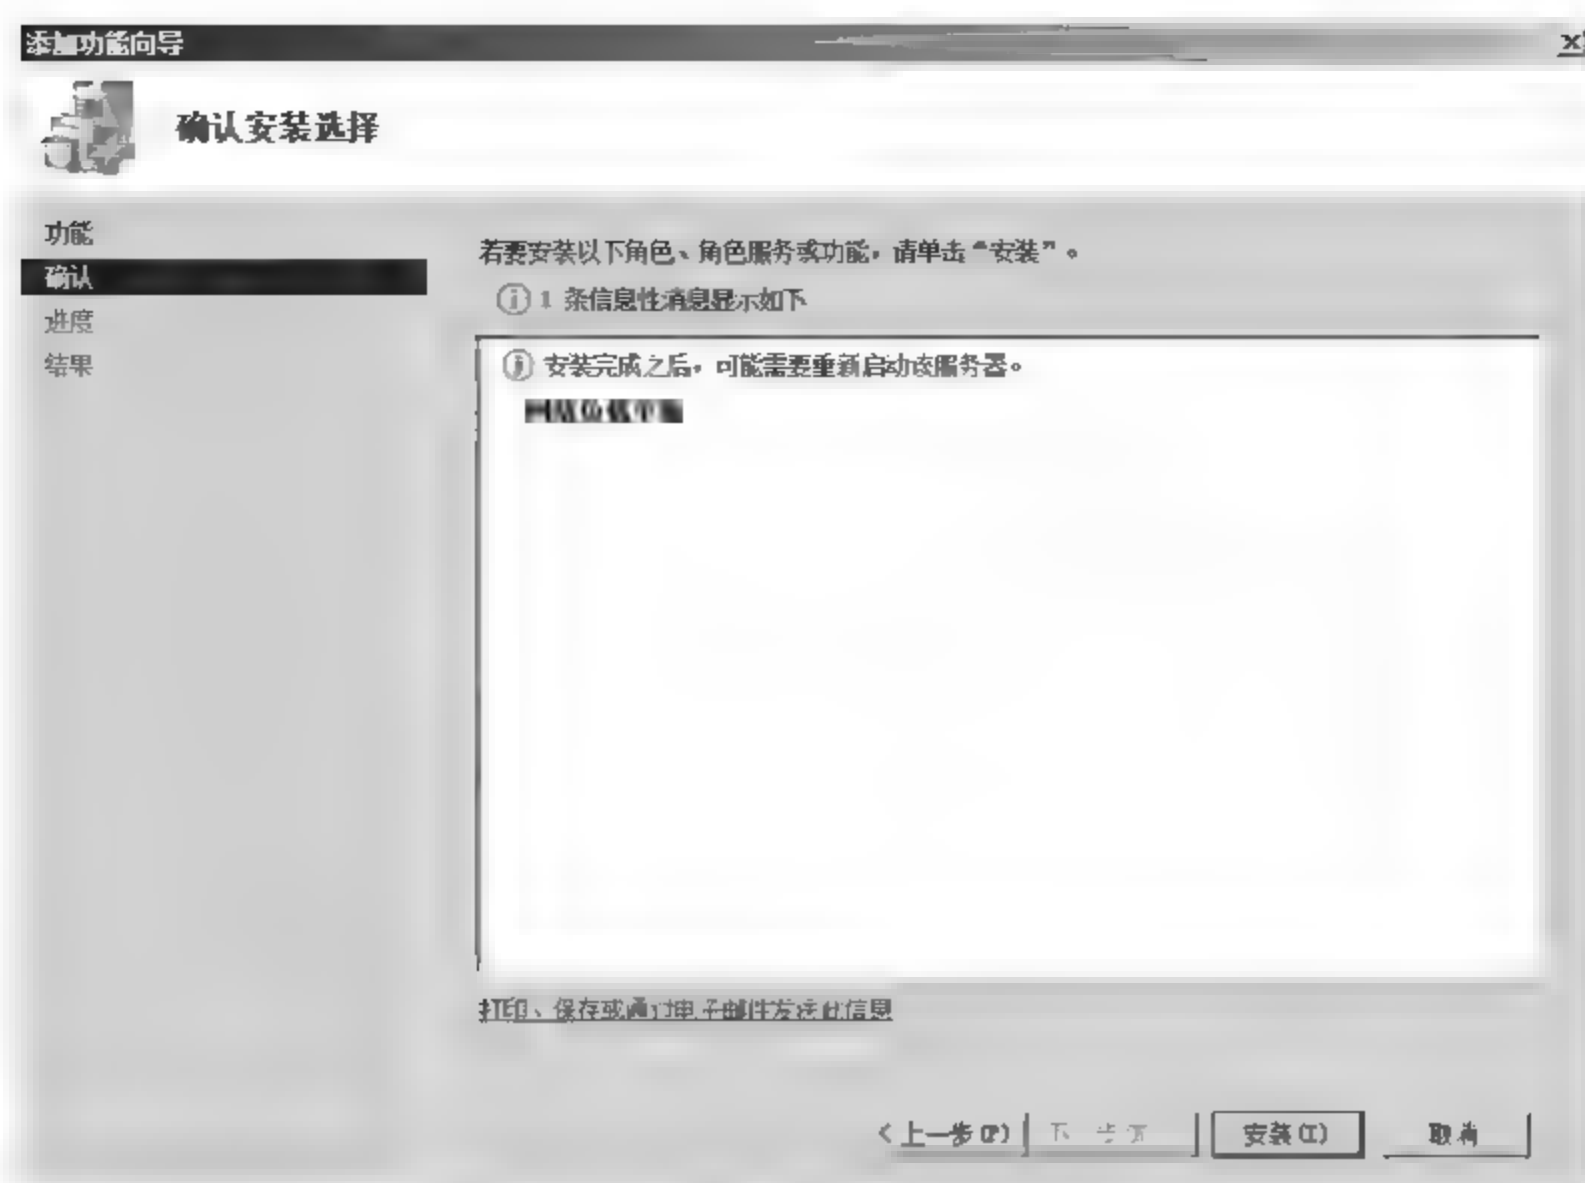 添加功能向导
确认安装选择
功能
确认
进度
结果
若要安装以下角色、角色服务或功能，请单击“安装”。
1 条信息性消息显示如下
安装完成之后，可能需要重新启动该服务器。
网络负载平衡
打印、保存或通过电子邮件发送此信息
<上一步(P)
下一步
安装(I)
取消